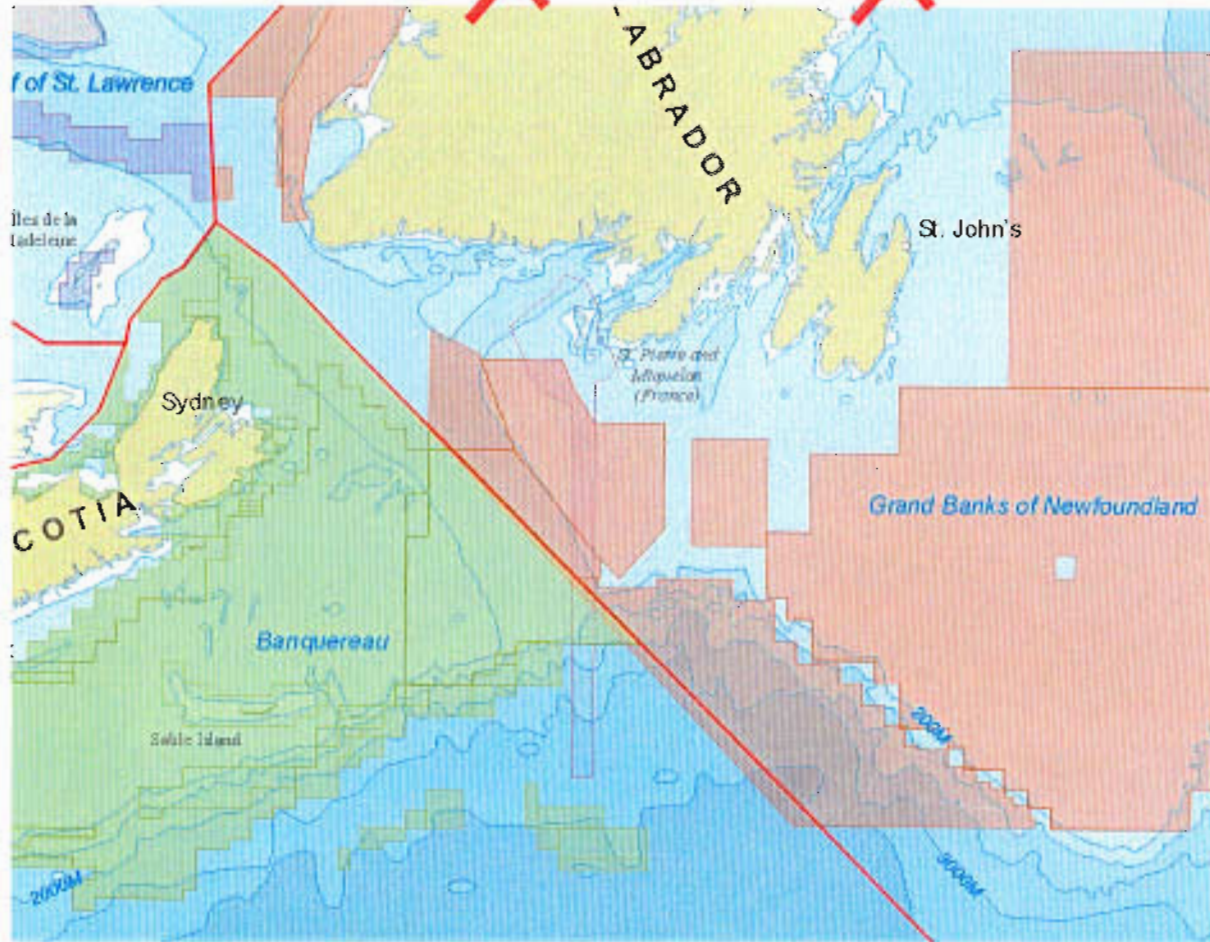 ABRADOR
f of St. Lawrence
Îles de la
Madeleine
St. John's
St. Pierre and
Miquelon
(France)
Sydney
COTIA
Grand Banks of Newfoundland
Banquereau
Sable Island
200M
2000M
3000M